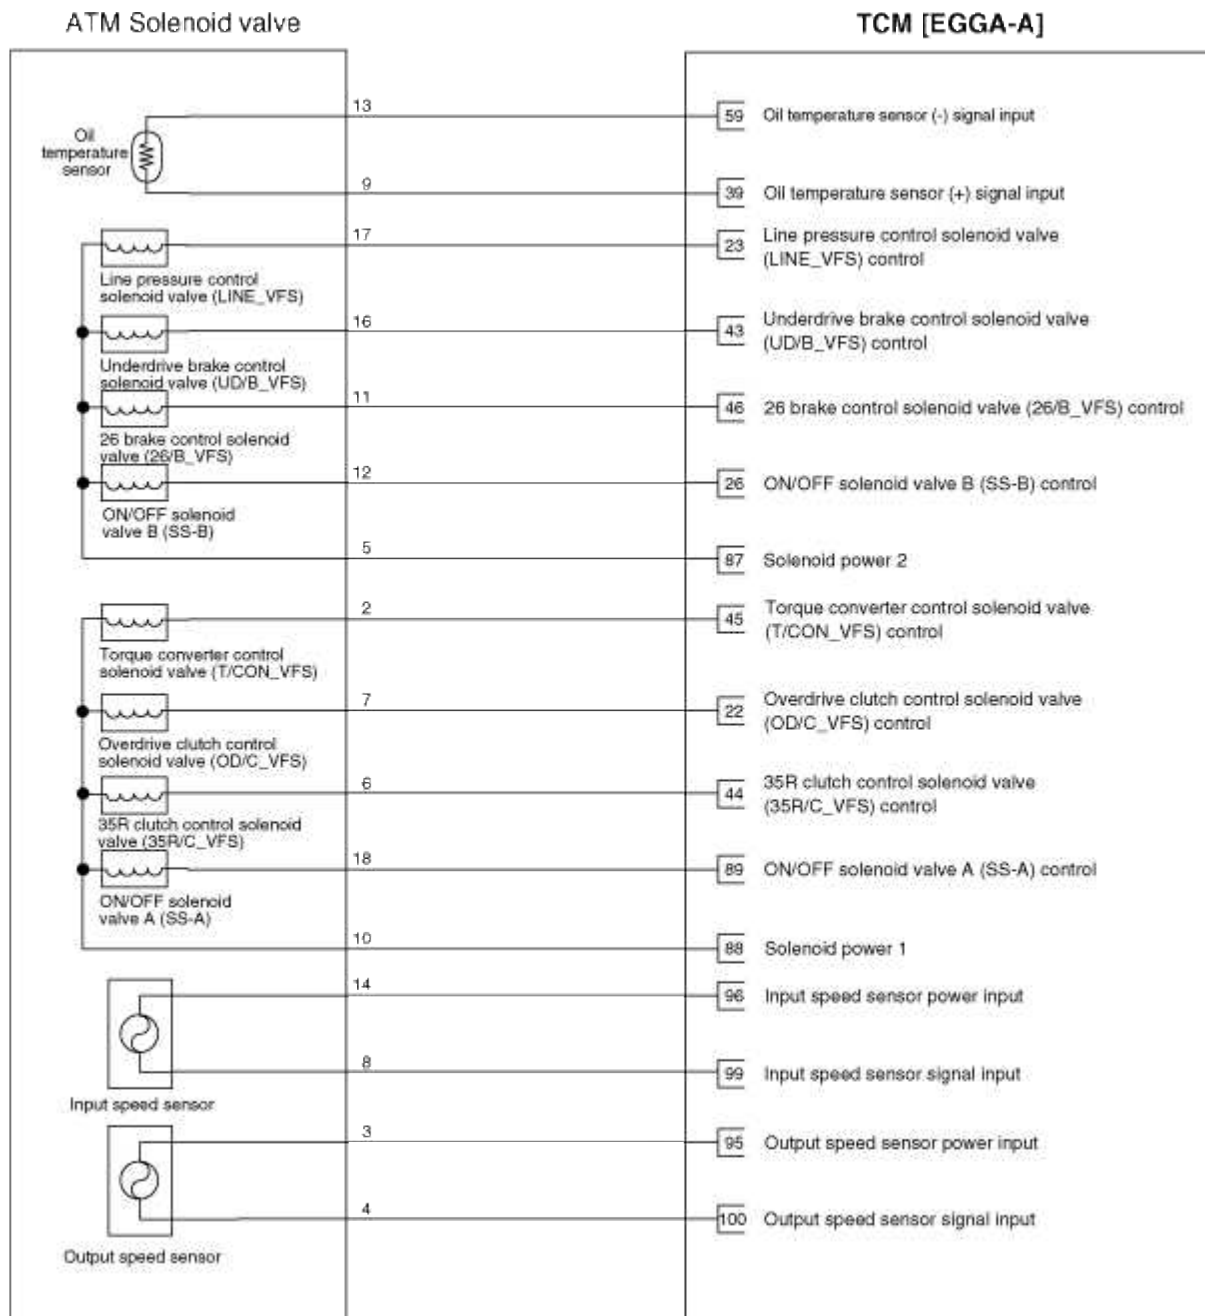 ATM Solenoid valve
TCM [EGGA-A]
Oil
temperature
sensor
13
59
Oil temperature sensor (-) signal input
9
39
Oil temperature sensor (+) signal input
Line pressure control
solenoid valve (LINE_VFS)
17
23
Line pressure control solenoid valve
(LINE_VFS) control
Underdrive brake control
solenoid valve (UD/B_VFS)
16
43
Underdrive brake control solenoid valve
(UD/B_VFS) control
26 brake control solenoid
valve (26/B_VFS)
11
46
26 brake control solenoid valve (26/B_VFS) control
ON/OFF solenoid
valve B (SS-B)
12
26
ON/OFF solenoid valve B (SS-B) control
5
87
Solenoid power 2
Torque converter control
solenoid valve (T/CON_VFS)
2
45
Torque converter control solenoid valve
(T/CON_VFS) control
Overdrive clutch control
solenoid valve (OD/C_VFS)
7
22
Overdrive clutch control solenoid valve
(OD/C_VFS) control
35R clutch control solenoid
valve (35R/C_VFS)
6
44
35R clutch control solenoid valve
(35R/C_VFS) control
ON/OFF solenoid
valve A (SS-A)
18
89
ON/OFF solenoid valve A (SS-A) control
10
88
Solenoid power 1
14
96
Input speed sensor power input
8
99
Input speed sensor signal input
Input speed sensor
3
95
Output speed sensor power input
4
100
Output speed sensor signal input
Output speed sensor